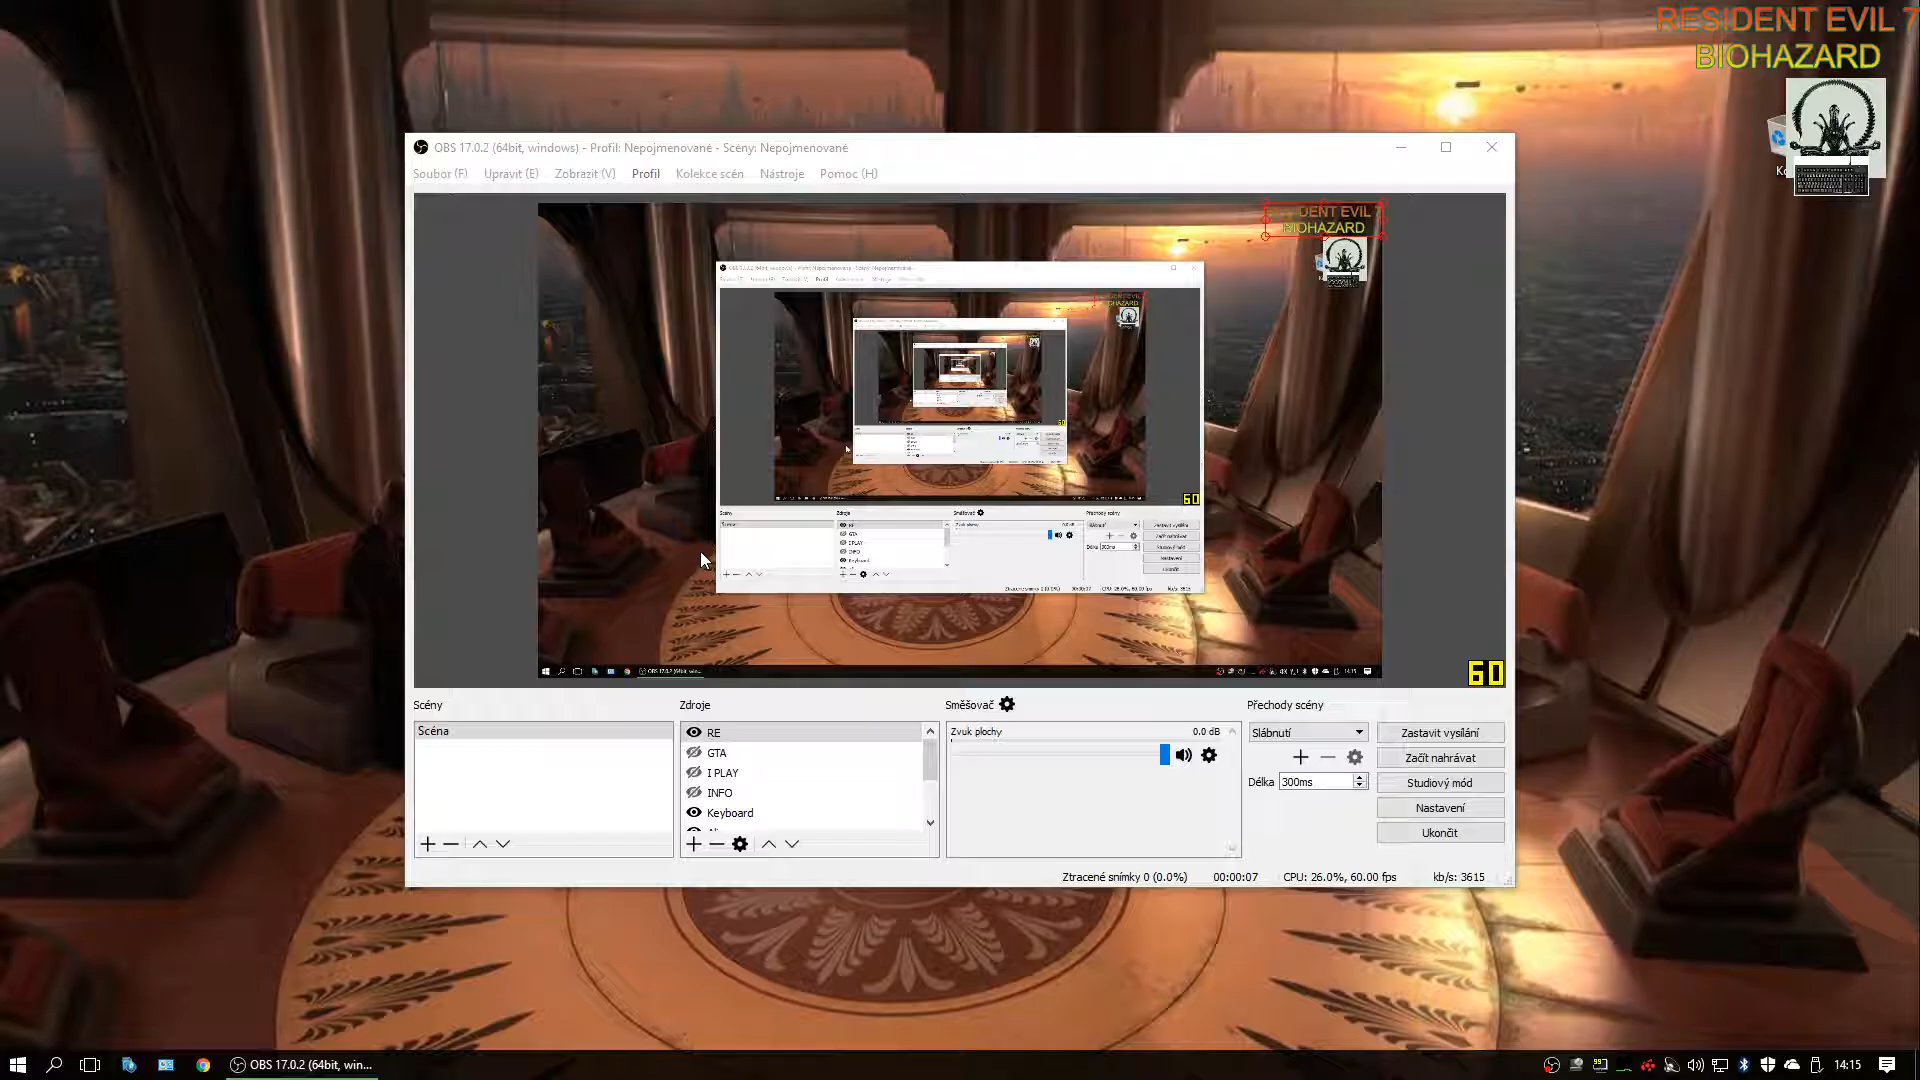 RESIDENT EVIL 7
BIOHAZARD
OBS 17.0.2 (64bit, windows) - Profil: Nepojmenované - Scény: Nepojmenované
Soubor (F)
Upravit (E)
Zobrazit (V)
Profil
Kolekce scén
Nástroje
Pomoc (H)
BIOHAZARD
60
60
Scény
Scéna
Zdroje
RE
GTA
I PLAY
INFO
Keyboard
Směšovač
Zvuk plochy
0.0 dB
Přechody scény
Slábnutí
Délka
300ms
Zastavit vysílání
Začít nahrávat
Studiový mód
Nastavení
Ukončit
Ztracené snímky 0 (0.0%)
00:00:07
CPU: 26.0%, 60.00 fps
kb/s: 3615
OBS 17.0.2 (64bit, win...
14:15